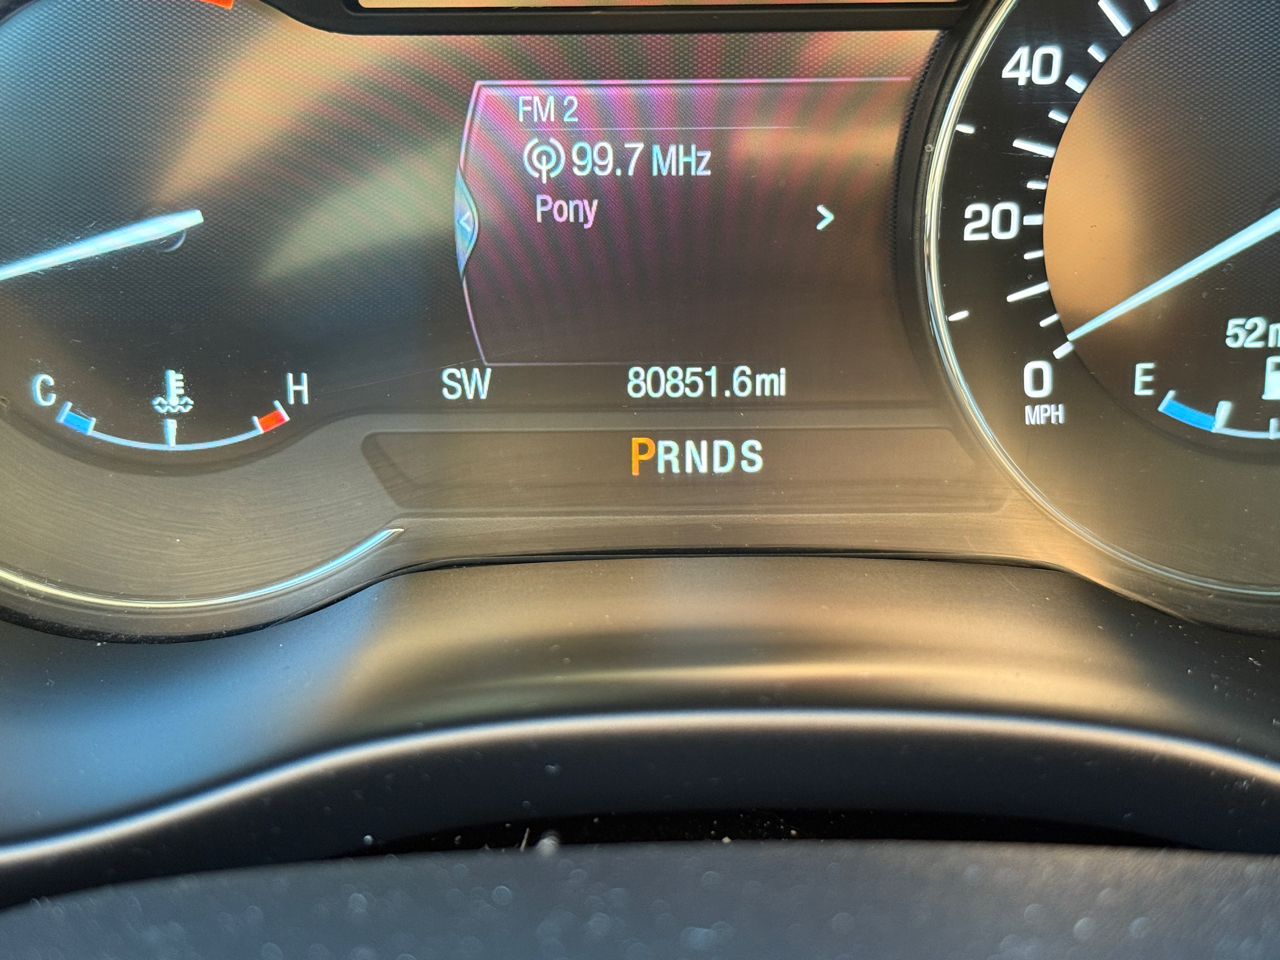 FM 2
99.7 MHz
Pony
40
20
0
MPH
C
H
SW
80851.6mi
E
PRNDS